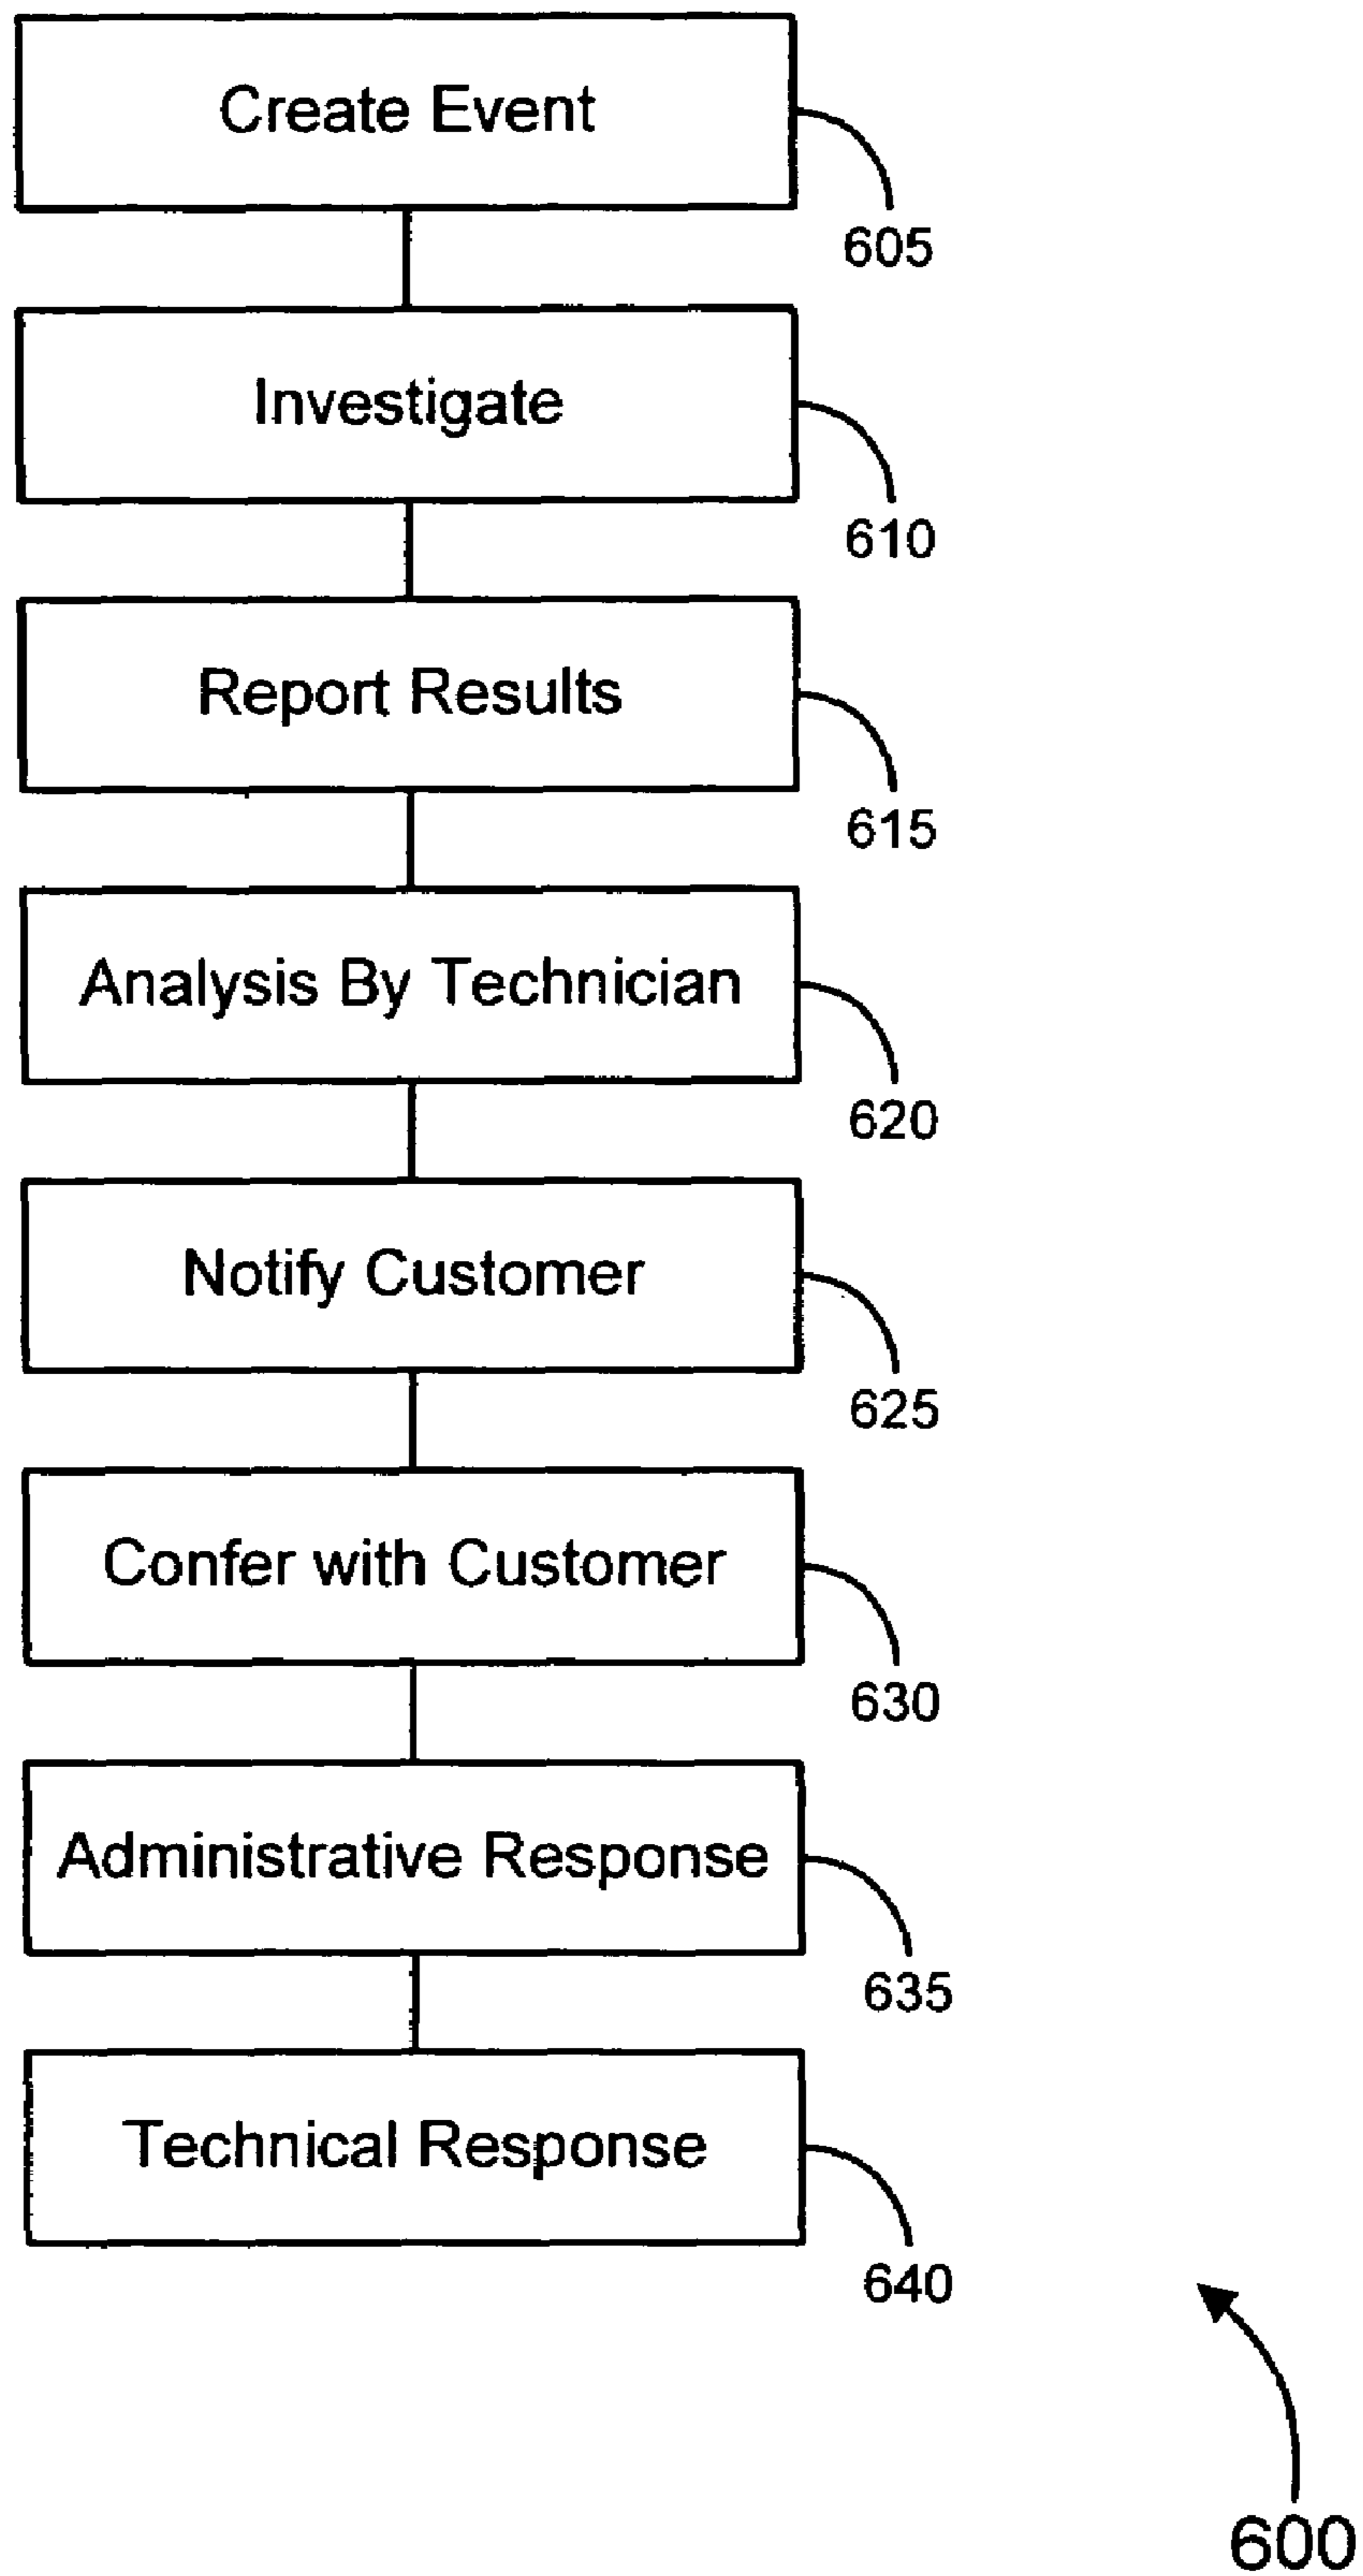 Create Event
605
Investigate
610
Report Results
615
Analysis By Technician
620
Notify Customer
625
Confer with Customer
630
Administrative Response
635
Technical Response
640
600